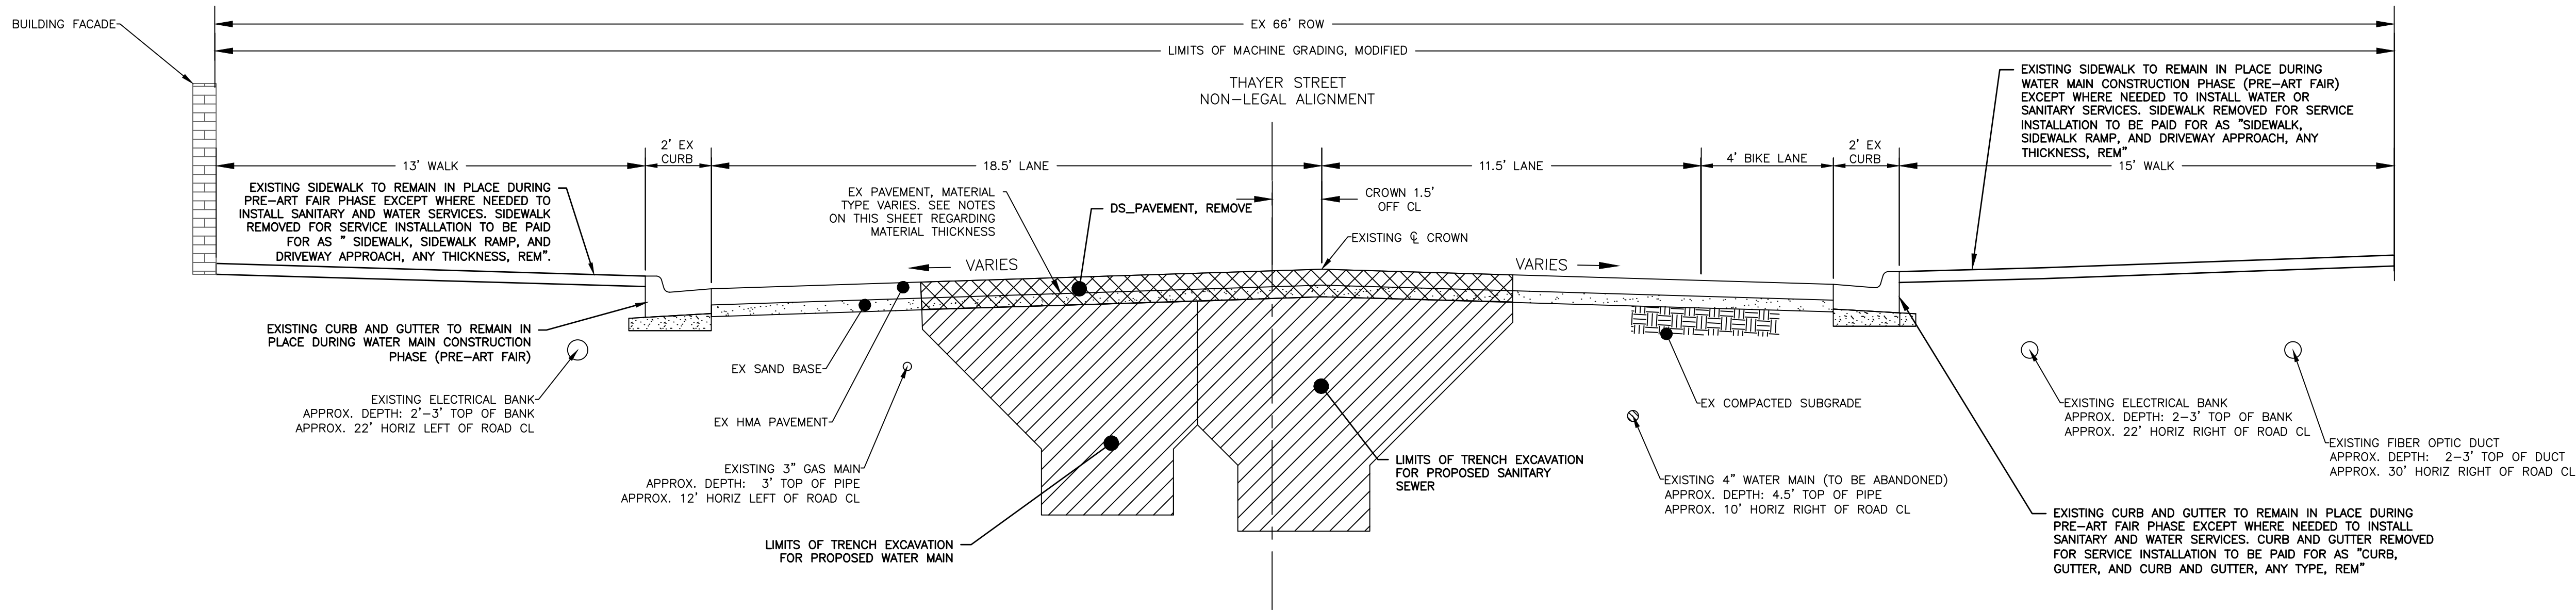 BUILDING FACADE
EX 66' ROW
LIMITS OF MACHINE GRADING, MODIFIED
THAYER STREET
NON-LEGAL ALIGNMENT
EXISTING SIDEWALK TO REMAIN IN PLACE DURING
WATER MAIN CONSTRUCTION PHASE (PRE-ART FAIR)
EXCEPT WHERE NEEDED TO INSTALL WATER OR
SANITARY SERVICES. SIDEWALK REMOVED FOR SERVICE
INSTALLATION TO BE PAID FOR AS "SIDEWALK,
SIDEWALK RAMP, AND DRIVEWAY APPROACH, ANY
THICKNESS, REM"
13' WALK
2' EX
CURB
18.5' LANE
11.5' LANE
4' BIKE LANE
2' EX
CURB
15' WALK
EXISTING SIDEWALK TO REMAIN IN PLACE DURING
PRE-ART FAIR PHASE EXCEPT WHERE NEEDED TO
INSTALL SANITARY AND WATER SERVICES. SIDEWALK
REMOVED FOR SERVICE INSTALLATION TO BE PAID
FOR AS " SIDEWALK, SIDEWALK RAMP, AND
DRIVEWAY APPROACH, ANY THICKNESS, REM".
EX PAVEMENT, MATERIAL
TYPE VARIES. SEE NOTES
ON THIS SHEET REGARDING
MATERIAL THICKNESS
DS_PAVEMENT, REMOVE
CROWN 1.5'
OFF CL
EXISTING ℄ CROWN
VARIES
VARIES
EXISTING CURB AND GUTTER TO REMAIN IN
PLACE DURING WATER MAIN CONSTRUCTION
PHASE (PRE-ART FAIR)
EXISTING ELECTRICAL BANK
APPROX. DEPTH: 2'-3' TOP OF BANK
APPROX. 22' HORIZ LEFT OF ROAD CL
EX SAND BASE
EX HMA PAVEMENT
EXISTING 3" GAS MAIN
APPROX. DEPTH: 3' TOP OF PIPE
APPROX. 12' HORIZ LEFT OF ROAD CL
LIMITS OF TRENCH EXCAVATION
FOR PROPOSED WATER MAIN
LIMITS OF TRENCH EXCAVATION
FOR PROPOSED SANITARY
SEWER
EX COMPACTED SUBGRADE
EXISTING 4" WATER MAIN (TO BE ABANDONED)
APPROX. DEPTH: 4.5' TOP OF PIPE
APPROX. 10' HORIZ RIGHT OF ROAD CL
EXISTING ELECTRICAL BANK
APPROX. DEPTH: 2-3' TOP OF BANK
APPROX. 22' HORIZ RIGHT OF ROAD CL
EXISTING FIBER OPTIC DUCT
APPROX. DEPTH: 2-3' TOP OF DUCT
APPROX. 30' HORIZ RIGHT OF ROAD CL
EXISTING CURB AND GUTTER TO REMAIN IN PLACE DURING
PRE-ART FAIR PHASE EXCEPT WHERE NEEDED TO INSTALL
SANITARY AND WATER SERVICES. CURB AND GUTTER REMOVED
FOR SERVICE INSTALLATION TO BE PAID FOR AS "CURB,
GUTTER, AND CURB AND GUTTER, ANY TYPE, REM"